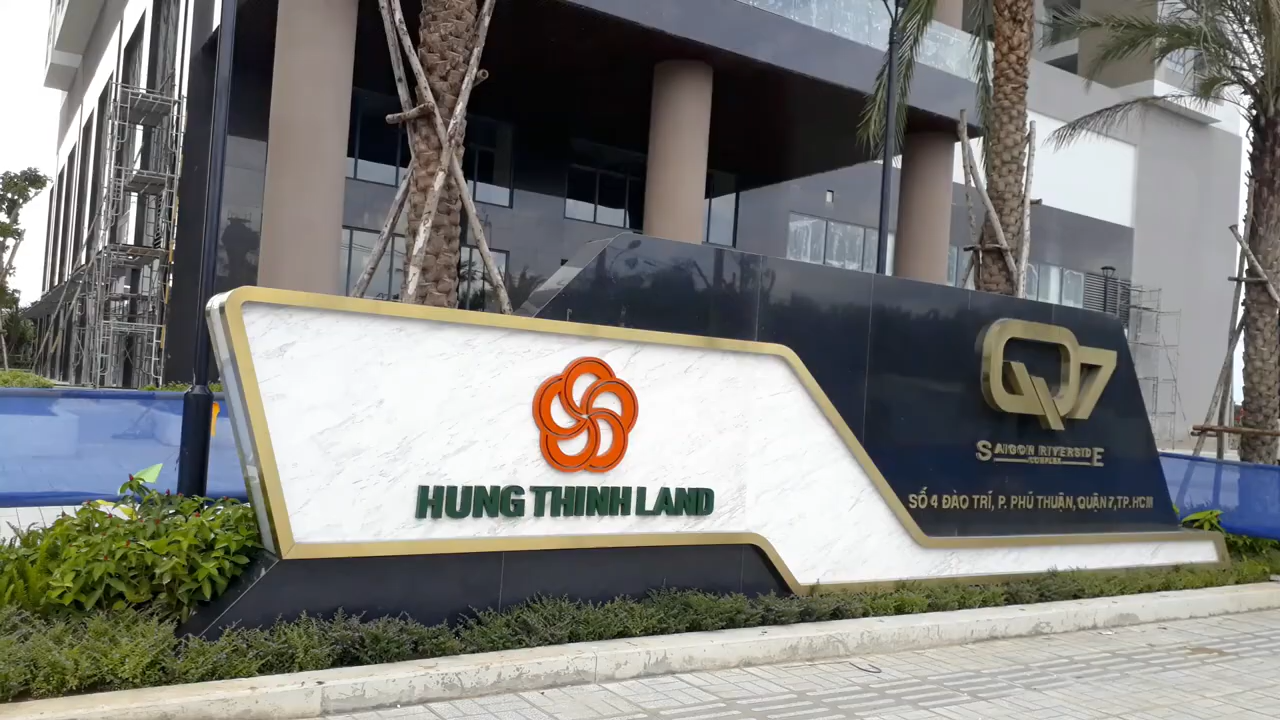 HUNG THINH LAND
Q7
SAIGON RIVERSIDE
COMPLEX
SỐ 4 ĐÀO TRÍ, P. PHÚ THUẬN, QUẬN 7, TP.HCM